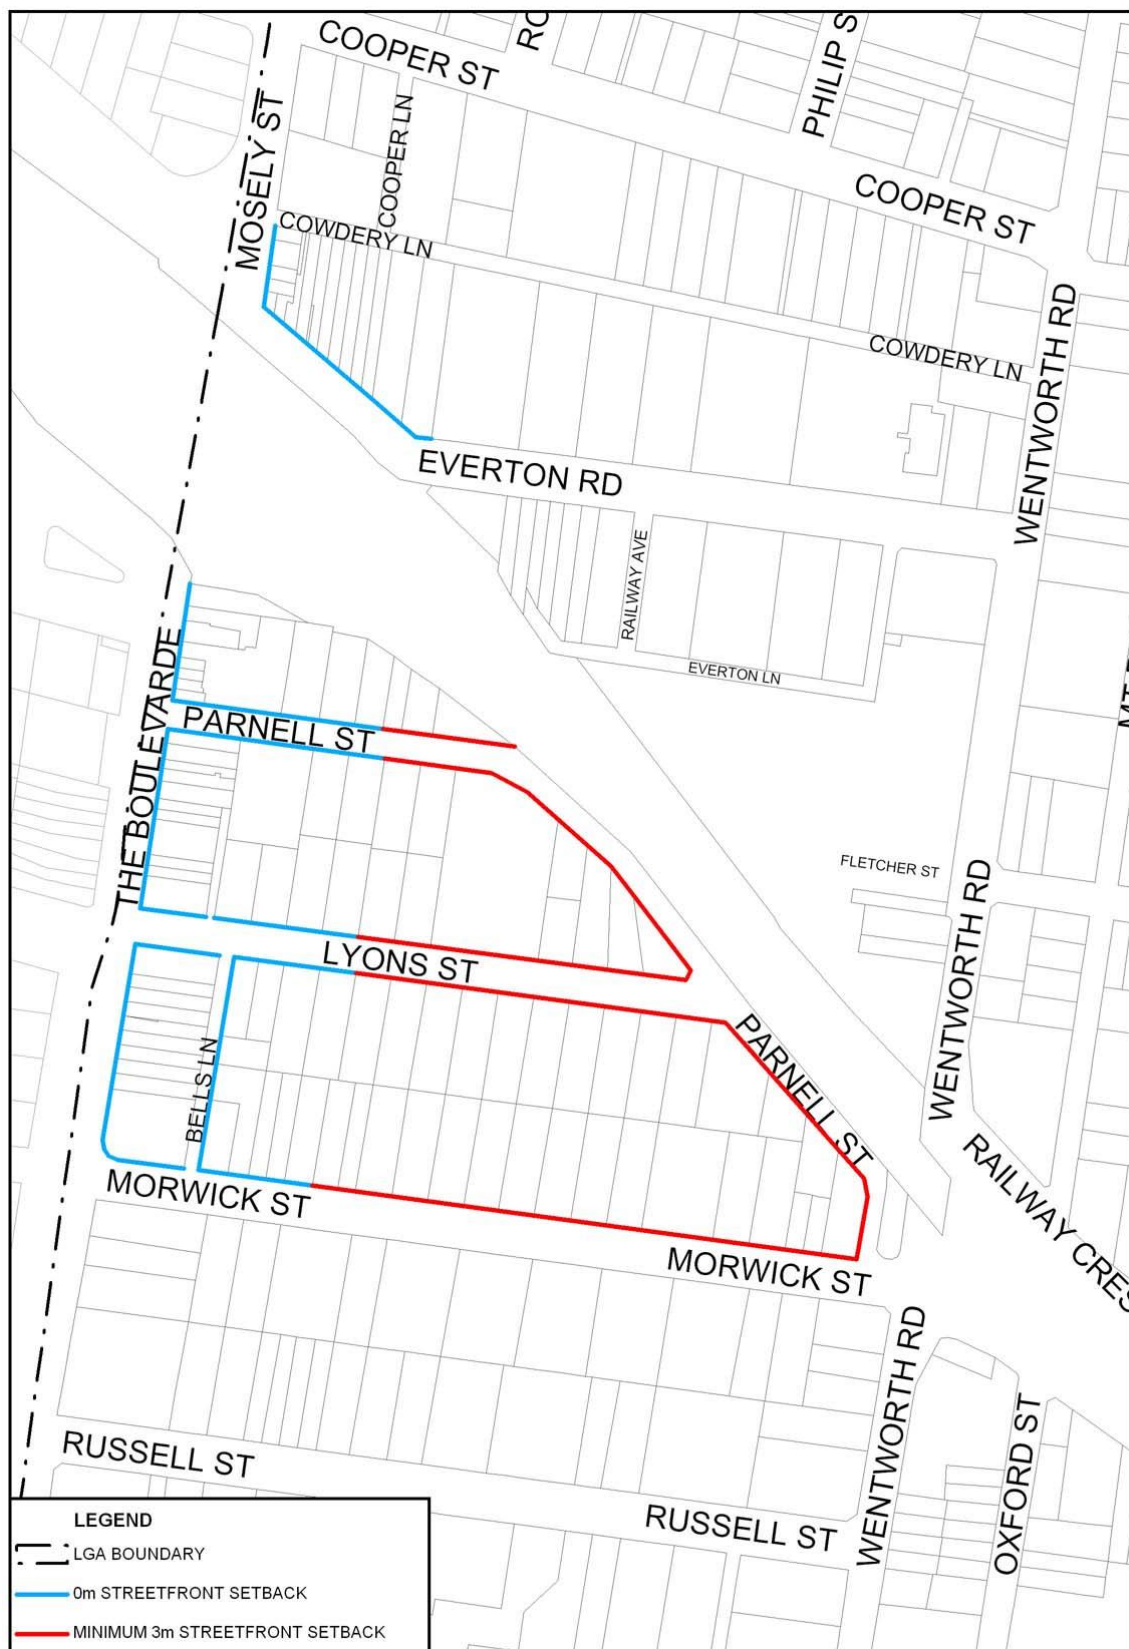 COOPER ST
RO
PHILIP S
MOSELY ST
COOPER LN
COWDERY LN
COOPER ST
WENTWORTH RD
COWDERY LN
EVERTON RD
RAILWAY AVE
EVERTON LN
THE BOULEVARDE
PARNELL ST
FLETCHER ST
WENTWORTH RD
LYONS ST
PARNELL ST
BELLS LN
RAILWAY CRES
MORWICK ST
MORWICK ST
WENTWORTH RD
OXFORD ST
RUSSELL ST
RUSSELL ST
LEGEND
LGA BOUNDARY
0m STREETFRONT SETBACK
MINIMUM 3m STREETFRONT SETBACK